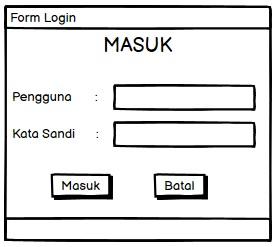 Form Login
MASUK
Pengguna :
Kata Sandi :
Masuk Batal